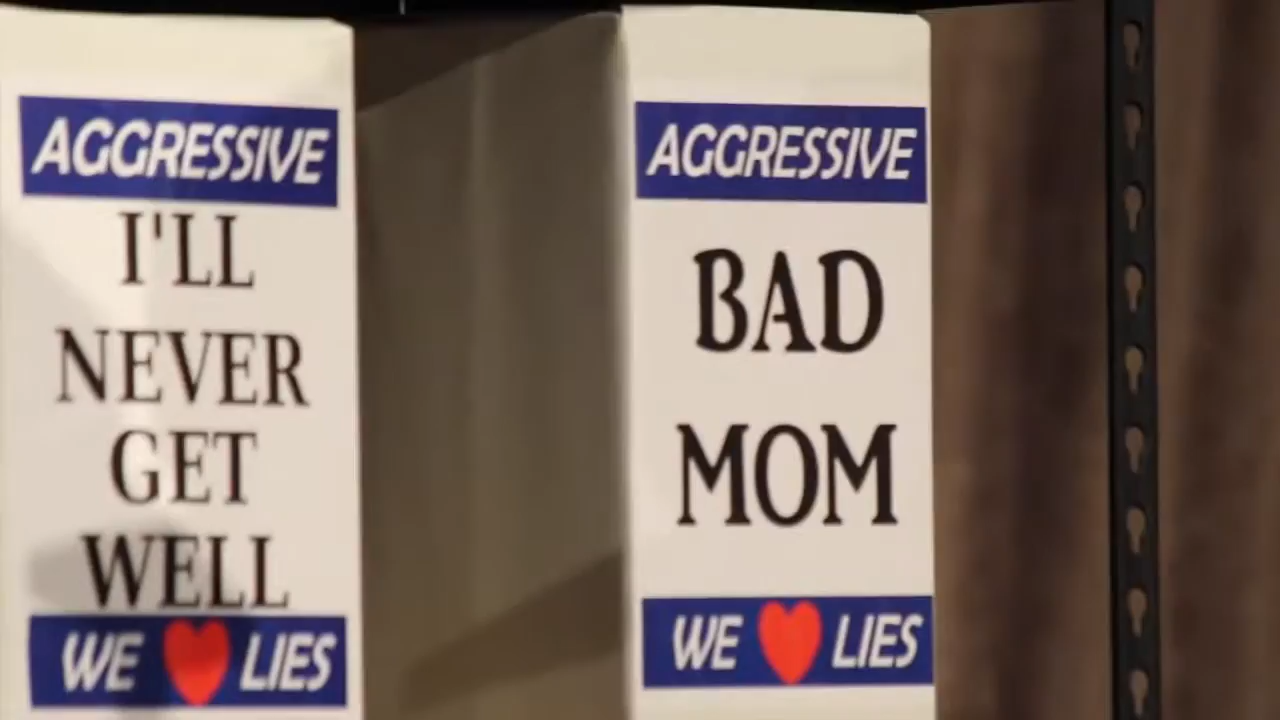 AGGRESSIVE
I'LL
NEVER
GET
WELL
WE ❤ LIES
AGGRESSIVE
BAD
MOM
WE ❤ LIES